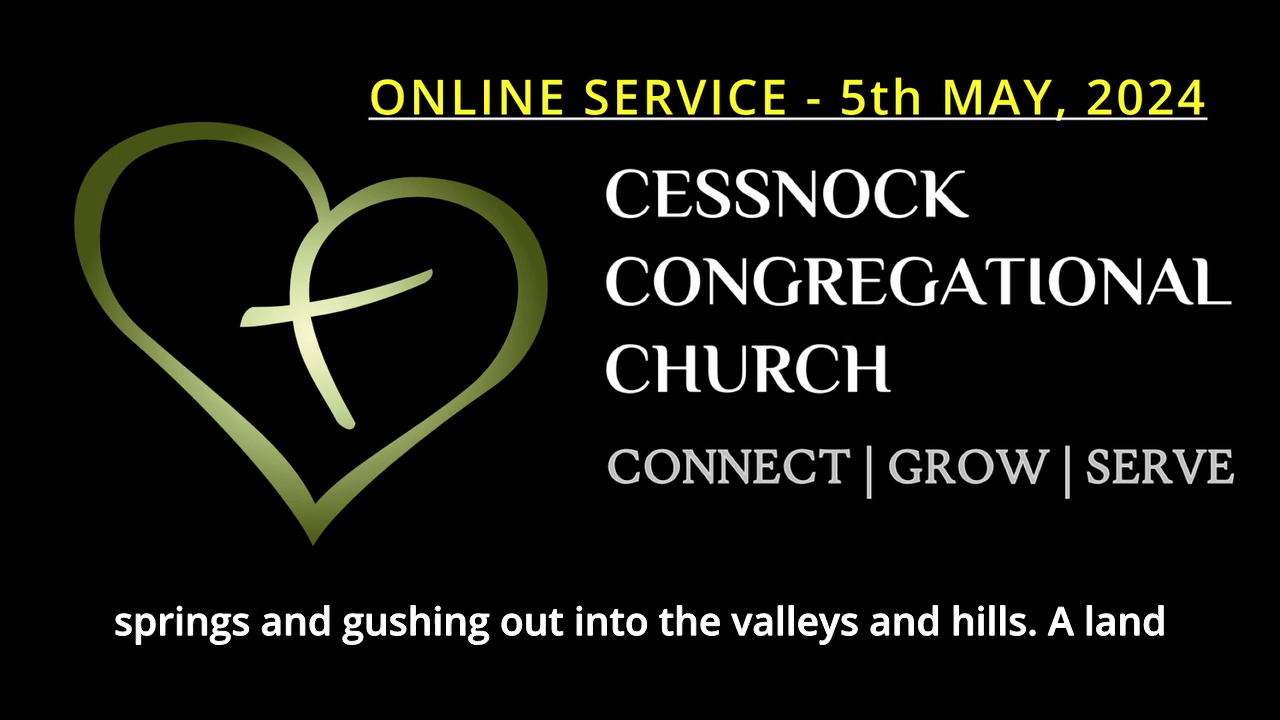 ONLINE SERVICE - 5th MAY, 2024
CESSNOCK
CONGREGATIONAL
CHURCH
CONNECT | GROW | SERVE
springs and gushing out into the valleys and hills. A land